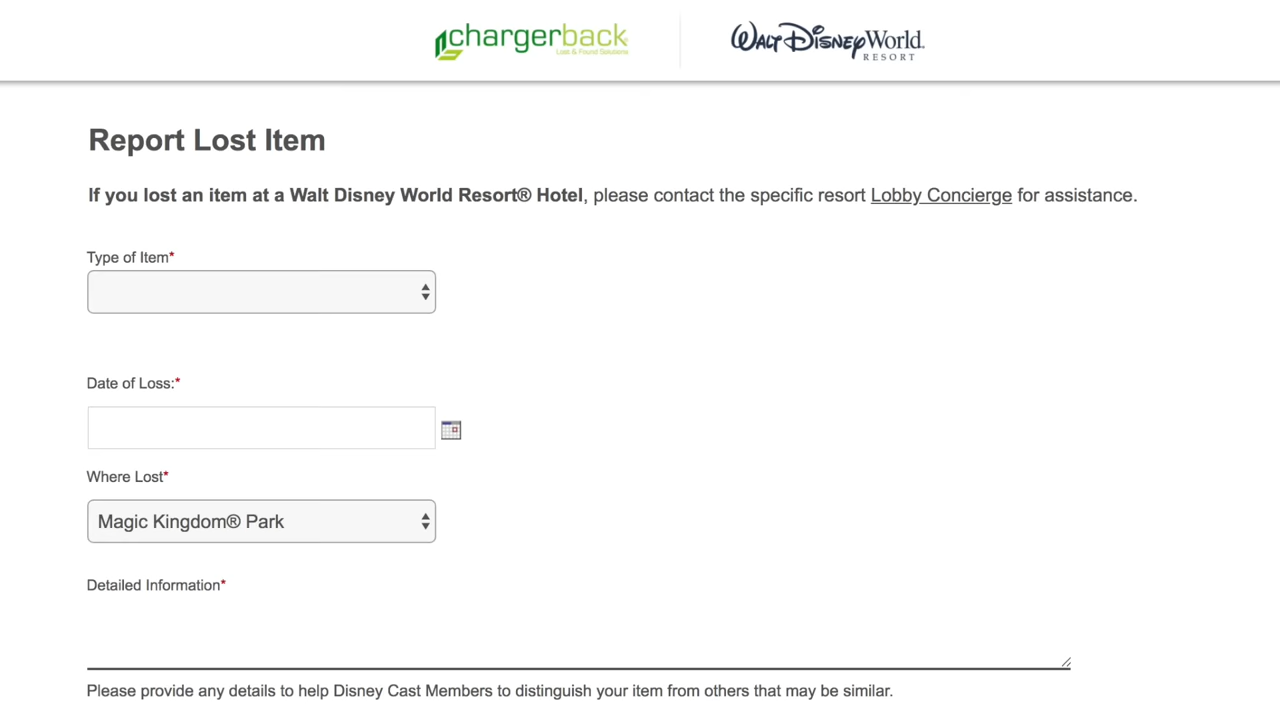 chargerback
Lost & Found Solutions
Walt Disney World.
RESORT
Report Lost Item
If you lost an item at a Walt Disney World Resort® Hotel, please contact the specific resort Lobby Concierge for assistance.
Type of Item*
Date of Loss:*
Where Lost*
Magic Kingdom® Park
Detailed Information*
Please provide any details to help Disney Cast Members to distinguish your item from others that may be similar.